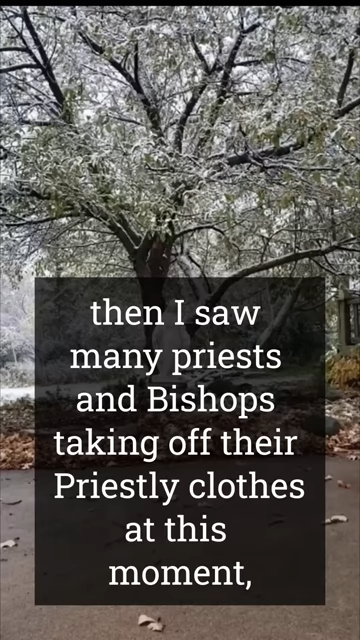 then I saw
many priests
and Bishops
taking off their
Priestly clothes
at this
moment,